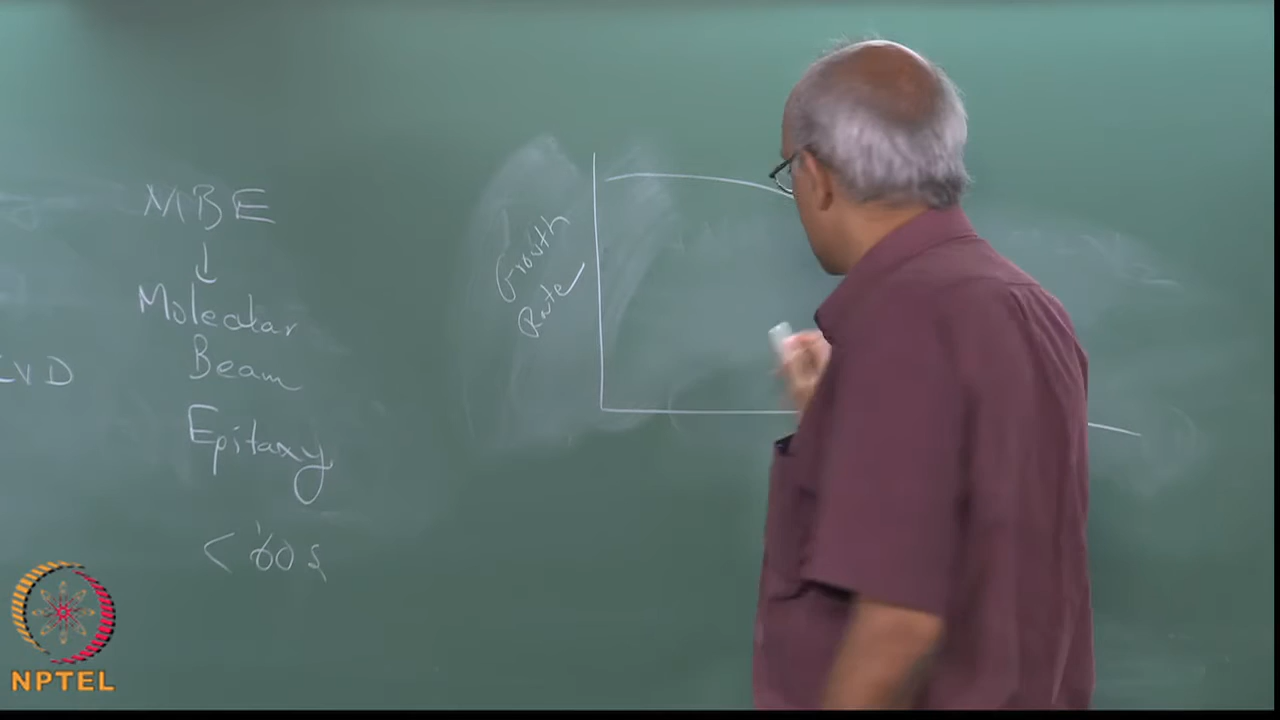 MBE
Molecular
Beam
Epitaxy
< '60s
VD
Growth
Rate
NPTEL